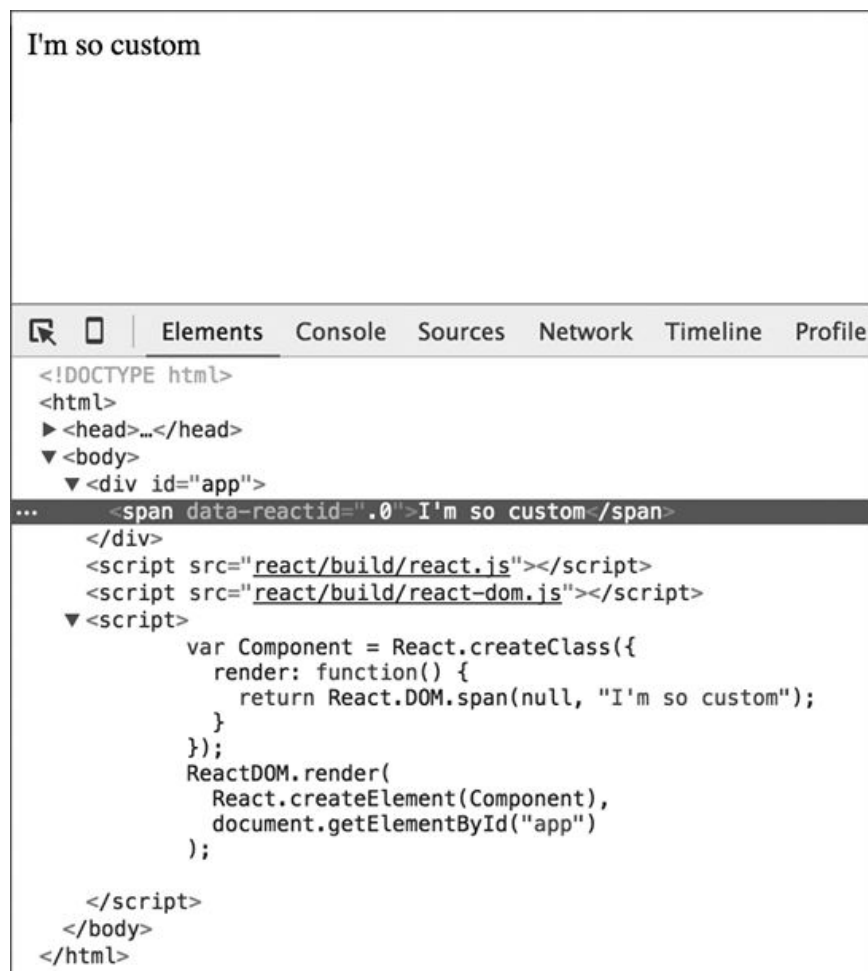 I'm so custom
Elements Console Sources Network Timeline Profile
<!DOCTYPE html>
<html>
▶<head>…</head>
▼<body>
▼<div id="app">
... <span data-reactid=".0">I'm so custom</span>
</div>
<script src="react/build/react.js"></script>
<script src="react/build/react-dom.js"></script>
▼<script>
var Component = React.createClass({
render: function() {
return React.DOM.span(null, "I'm so custom");
}
});
ReactDOM.render(
React.createElement(Component),
document.getElementById("app")
);
</script>
</body>
</html>